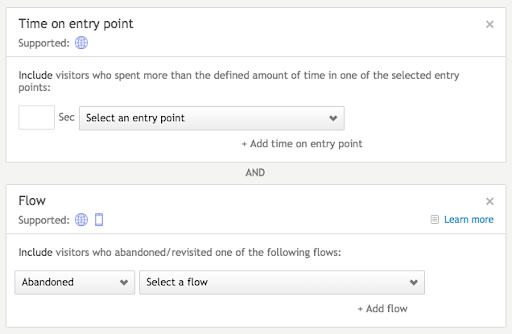 Time on entry point
Supported:
Include visitors who spent more than the defined amount of time in one of the selected entry
points:
Sec Select an entry point
+ Add time on entry point
AND
Flow
Supported:
Learn more
Include visitors who abandoned/revisited one of the following flows:
Abandoned Select a flow
+ Add flow